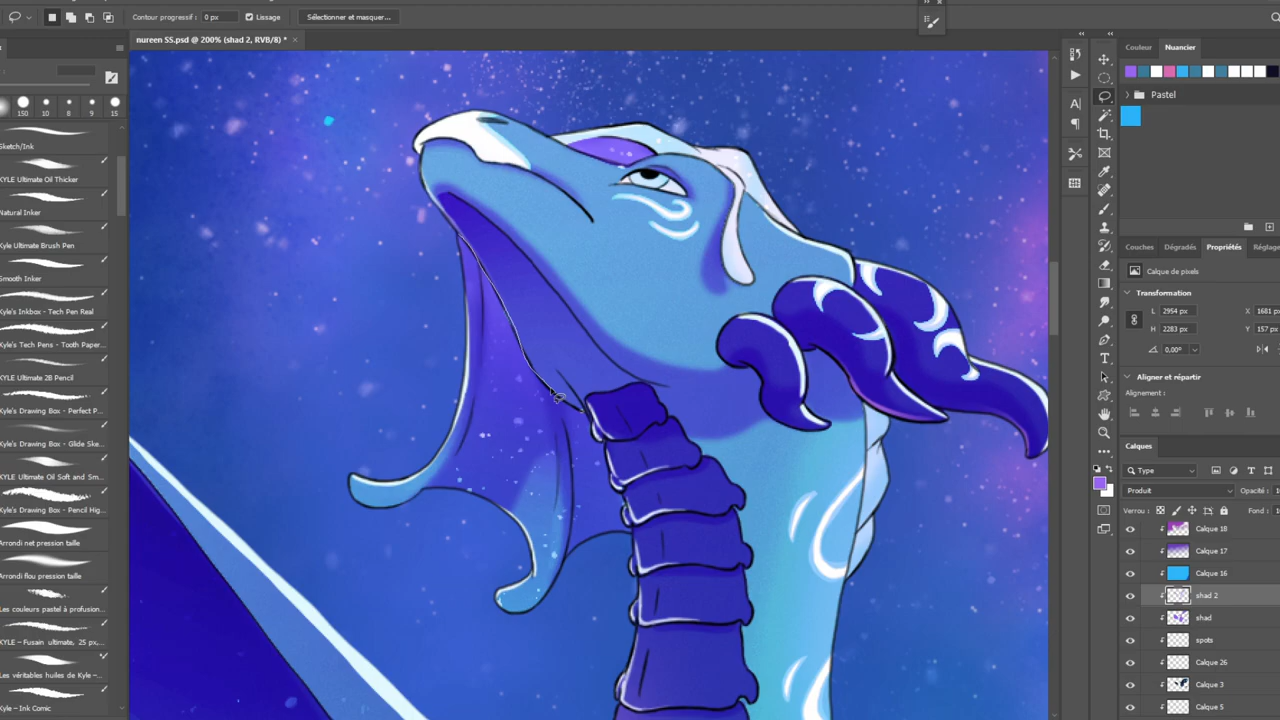 Contour progressif : 0 px Lissage Sélectionner et masquer...
nureen SS.psd @ 200% (shad 2, RVB/8) * ×
150 10 8 9 15
Sketch/Ink
KYLE Ultimate Oil Thicker
Natural Inker
Kyle Ultimate Brush Pen
Smooth Inker
Kyle's Inkbox - Tech Pen Real
Kyle's Tech Pens - Tooth Paper...
KYLE Ultimate 2B Pencil
Kyle's Drawing Box - Perfect P...
Kyle's Drawing Box - Glide Ske...
KYLE Ultimate Oil Soft and Sm...
Kyle's Drawing Box - Pencil Hig...
Arrondi net pression taille
Arrondi flou pression taille
Les couleurs pastel à profusion...
KYLE – Fusain ultimate, 25 px,...
Les véritables huiles de Kyle –...
Kyle – Ink Comic
Couleur Nuancier
Pastel
Couches Dégradés Propriétés Réglage
Calque de pixels
Transformation
L 2954 px X 1681 px
H 2283 px Y 157 px
0,00°
Aligner et répartir
Alignement :
Calques
Type
Produit Opacité :
Verrou : Fond :
Calque 18
Calque 17
Calque 16
shad 2
shad
spots
Calque 26
Calque 3
Calque 5